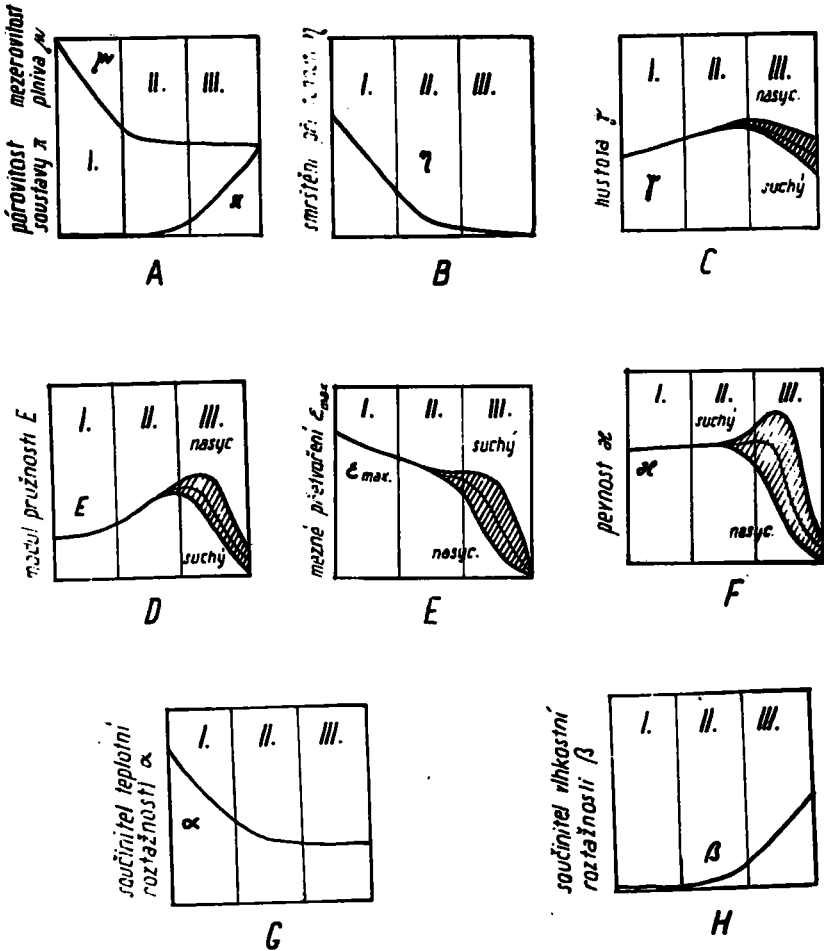 mezerovitost
plniva μ
pórovitost
soustavy π
μ
I.
II.
III.
π
A
smrštění při η
I.
II.
III.
η
B
hustota γ
I.
II.
III.
nasyc.
γ
suchý
C
modul pružnosti E
I.
II.
III.
nasyc
E
suchý
D
mezné přetvoření ε max
I.
II.
III.
suchý
ε max.
nasyc.
E
pevnost ϰ
I.
II.
III.
suchý
ϰ
nasyc.
F
součinitel teplotní
roztažnosti α
I.
II.
III.
α
G
součinitel vlhkostní
roztažnosti β
I.
II.
III.
β
H